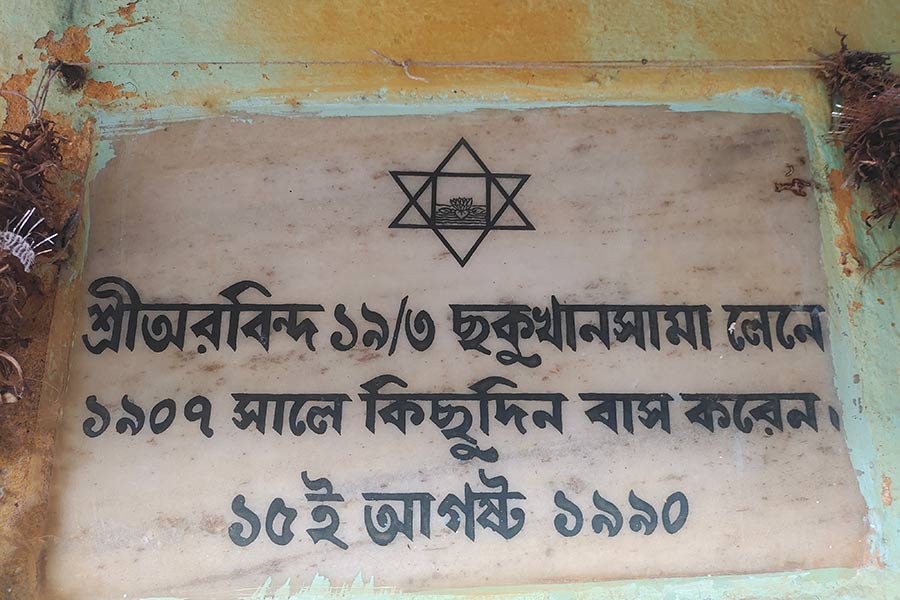 শ্রীঅরবিন্দ ১৯/৩ ছকুখানসামা লেনে
১৯০৭ সালে কিছুদিন বাস করেন।
১৫ই আগষ্ট ১৯৯০